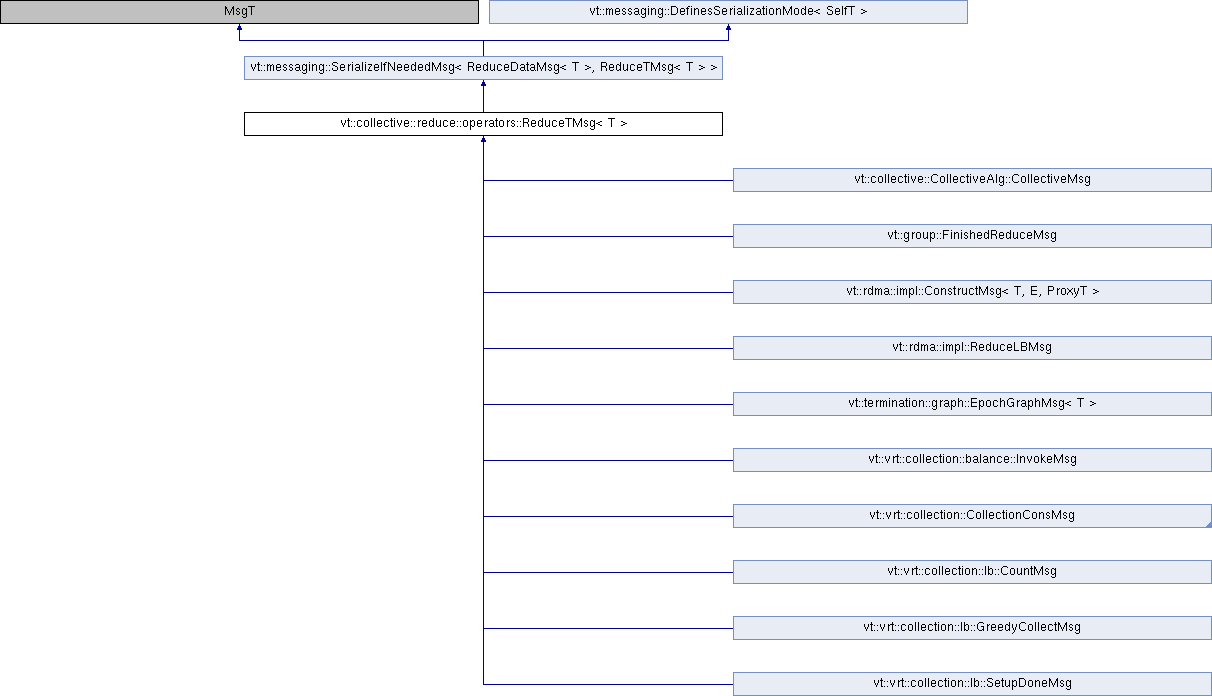 MsgT
vt::messaging::DefinesSerializationMode< SelfT >
vt::messaging::SerializeIfNeededMsg< ReduceDataMsg< T >, ReduceTMsg< T > >
vt::collective::reduce::operators::ReduceTMsg< T >
vt::collective::CollectiveAlg::CollectiveMsg
vt::group::FinishedReduceMsg
vt::rdma::impl::ConstructMsg< T, E, ProxyT >
vt::rdma::impl::ReduceLBMsg
vt::termination::graph::EpochGraphMsg< T >
vt::vrt::collection::balance::InvokeMsg
vt::vrt::collection::CollectionConsMsg
vt::vrt::collection::lb::CountMsg
vt::vrt::collection::lb::GreedyCollectMsg
vt::vrt::collection::lb::SetupDoneMsg